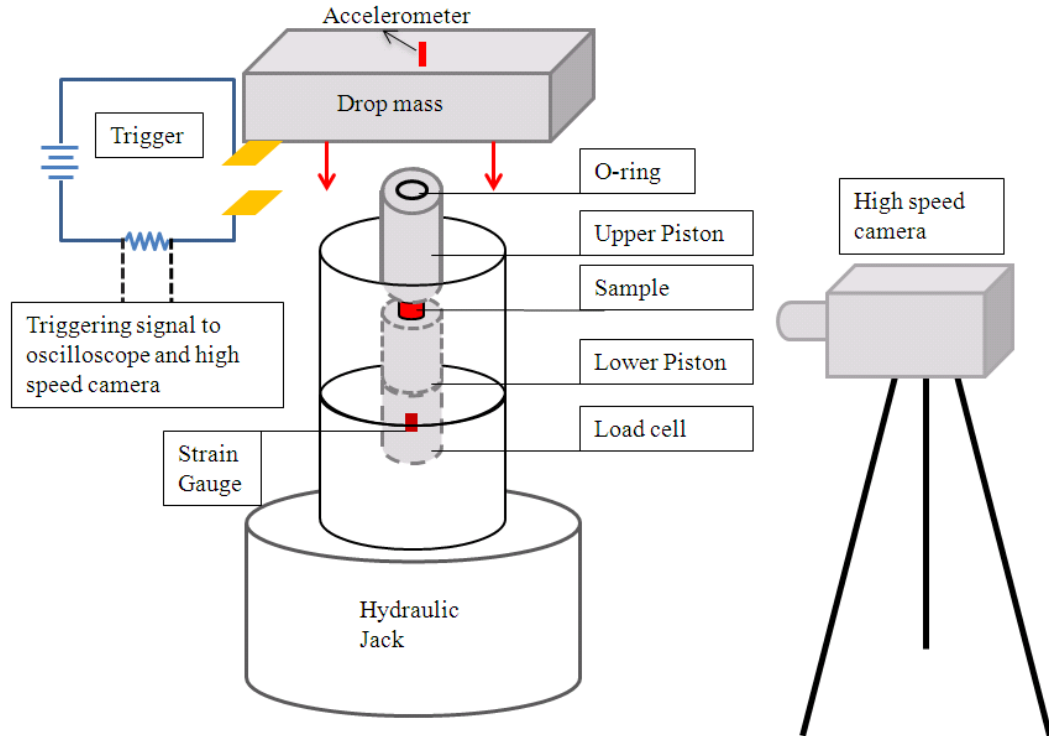 Accelerometer
Drop mass
Trigger
O-ring
High speed
camera
Upper Piston
Sample
Triggering signal to
oscilloscope and high
speed camera
Lower Piston
Load cell
Strain
Gauge
Hydraulic
Jack